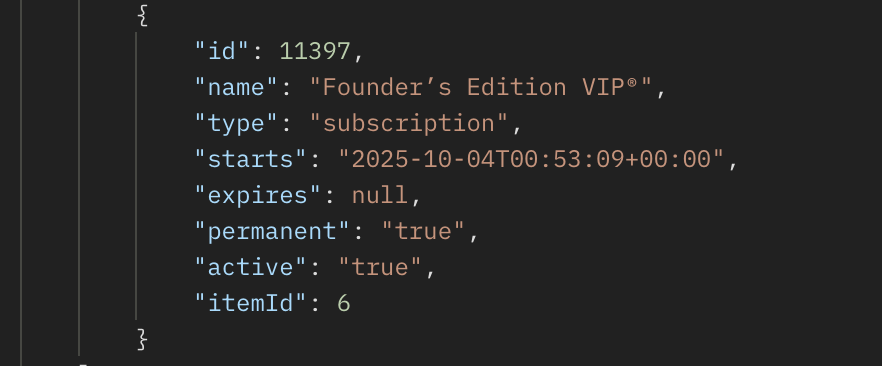 {
"id": 11397,
"name": "Founder’s Edition VIP®",
"type": "subscription",
"starts": "2025-10-04T00:53:09+00:00",
"expires": null,
"permanent": "true",
"active": "true",
"itemId": 6
}